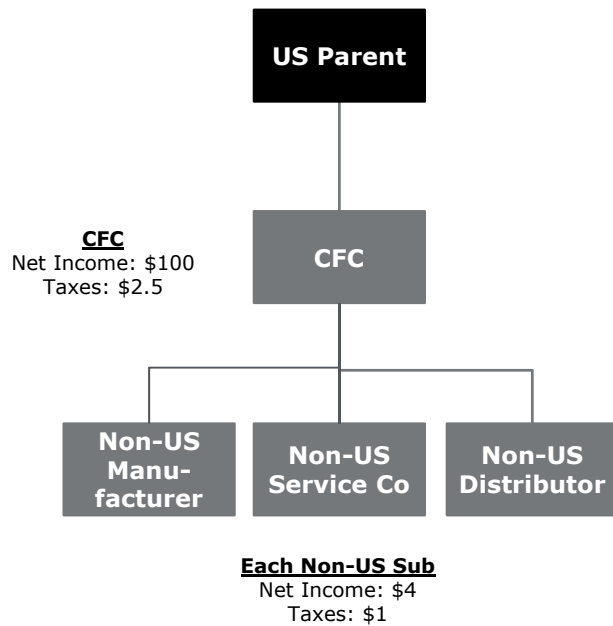 US Parent
CFC
Net Income: $100
Taxes: $2.5
CFC
Non-US
Manu-
facturer
Non-US
Service Co
Non-US
Distributor
Each Non-US Sub
Net Income: $4
Taxes: $1